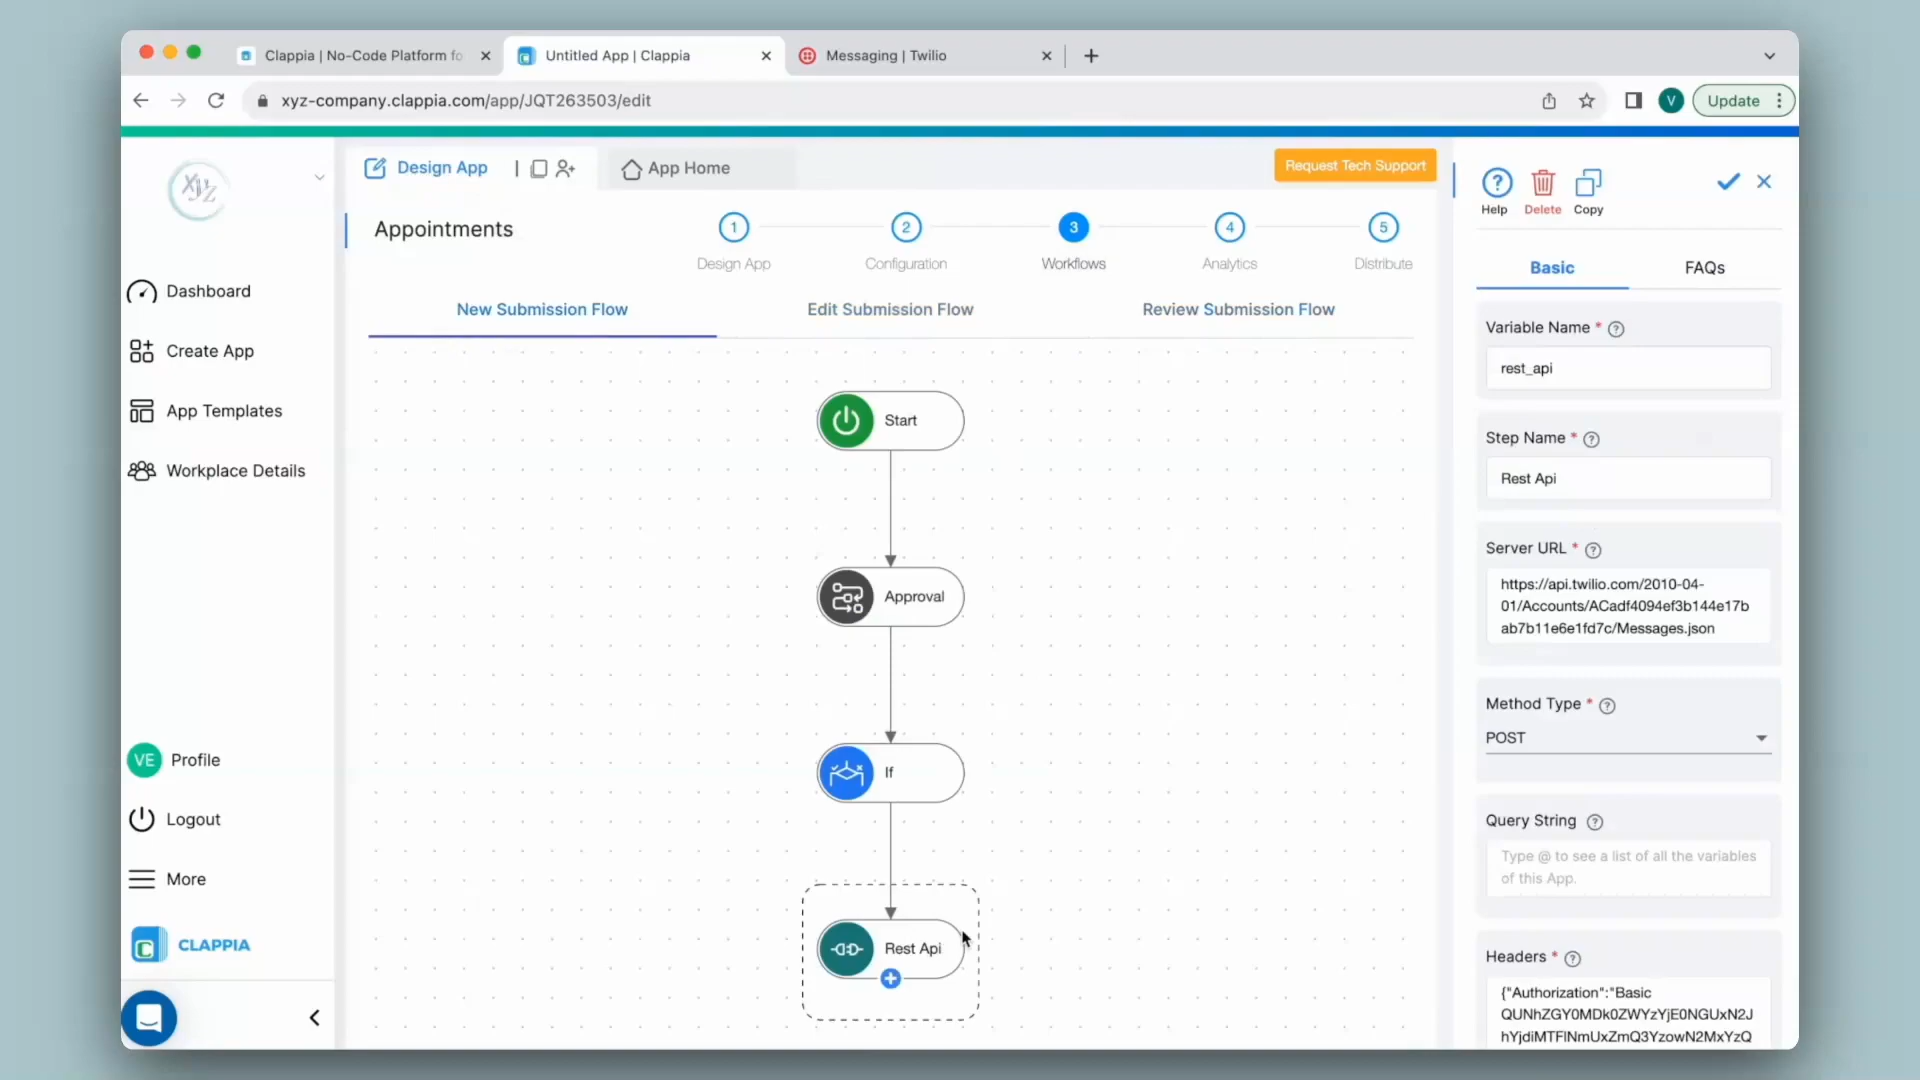 Clappia | No-Code Platform fo
Untitled App | Clappia
Messaging | Twilio
xyz-company.clappia.com/app/JQT263503/edit
V
Update
xyz
Design App
App Home
Request Tech Support
Help
Delete
Copy
Appointments
1
2
3
4
5
Design App
Configuration
Workflows
Analytics
Distribute
Basic
FAQs
New Submission Flow
Edit Submission Flow
Review Submission Flow
Dashboard
Create App
App Templates
Workplace Details
VE
Profile
Logout
More
CLAPPIA
Start
Approval
If
Rest Api
Variable Name *
rest_api
Step Name *
Rest Api
Server URL *
https://api.twilio.com/2010-04-
01/Accounts/ACadf4094ef3b144e17b
ab7b11e6e1fd7c/Messages.json
Method Type *
POST
Query String
Type @ to see a list of all the variables
of this App.
Headers *
{"Authorization":"Basic